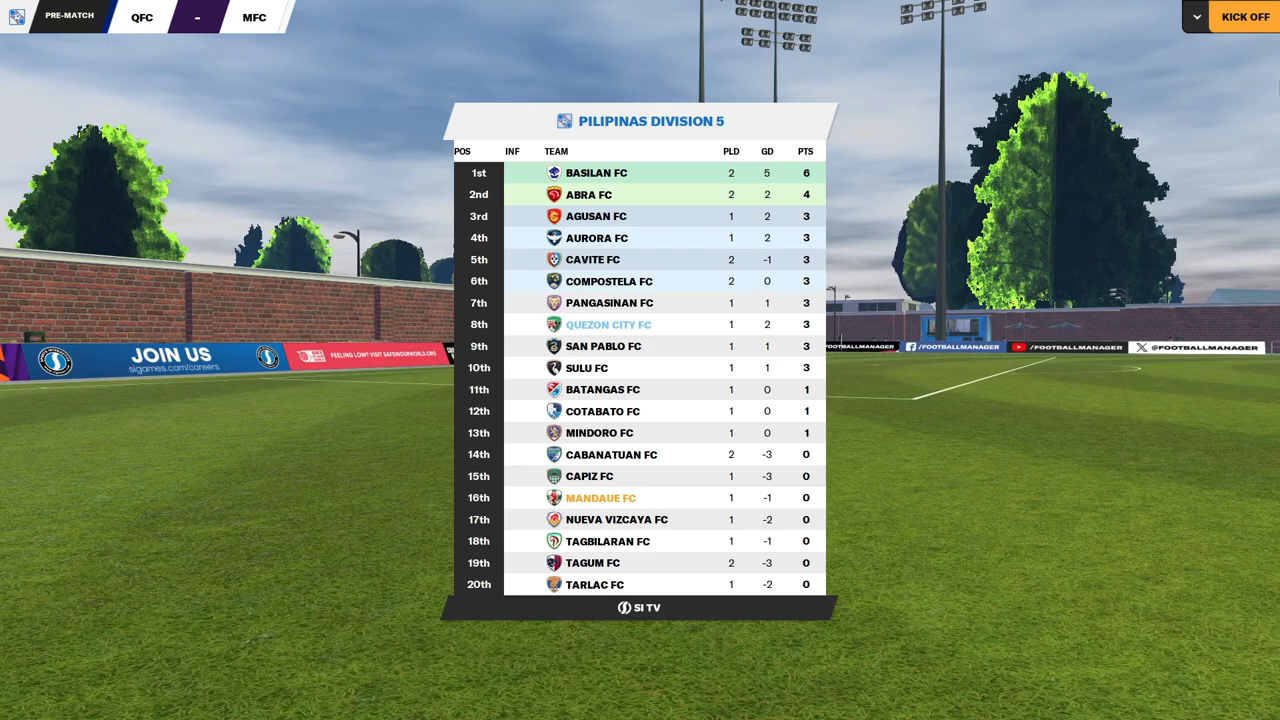 PRE-MATCH QFC - MFC
KICK OFF
PILIPINAS DIVISION 5
POS INF TEAM PLD GD PTS
1st BASILAN FC 2 5 6
2nd ABRA FC 2 2 4
3rd AGUSAN FC 1 2 3
4th AURORA FC 1 2 3
5th CAVITE FC 2 -1 3
6th COMPOSTELA FC 2 0 3
7th PANGASINAN FC 1 1 3
8th QUEZON CITY FC 1 2 3
9th SAN PABLO FC 1 1 3
10th SULU FC 1 1 3
11th BATANGAS FC 1 0 1
12th COTABATO FC 1 0 1
13th MINDORO FC 1 0 1
14th CABANATUAN FC 2 -3 0
15th CAPIZ FC 1 -3 0
16th MANDAUE FC 1 -1 0
17th NUEVA VIZCAYA FC 1 -2 0
18th TAGBILARAN FC 1 -1 0
19th TAGUM FC 2 -3 0
20th TARLAC FC 1 -2 0
SI TV
JOIN US
sigames.com/careers
FEELING LOW? VISIT SAFEINOURWORLD.ORG
/FOOTBALLMANAGER
/FOOTBALLMANAGER
@FOOTBALLMANAGER